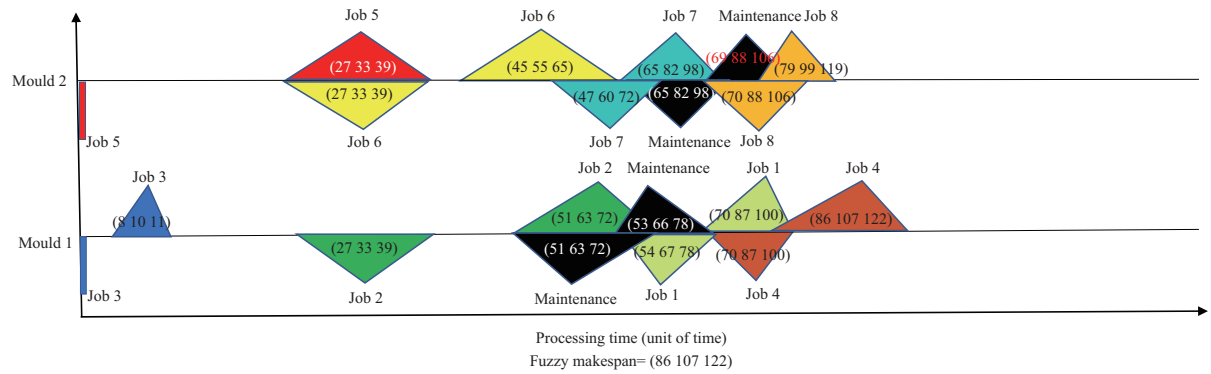 Job 5
Job 6
Job 7
Maintenance
Job 8
(27 33 39)
(45 55 65)
(65 82 98)
(69 88 106)
(79 99 119)
Mould 2
(27 33 39)
(47 60 72)
(65 82 98)
(70 88 106)
Job 5
Job 6
Job 7
Maintenance
Job 8
Job 3
Job 2
Maintenance
Job 1
Job 4
(8 10 11)
(51 63 72)
(53 66 78)
(70 87 100)
(86 107 122)
Mould 1
(27 33 39)
(51 63 72)
(54 67 78)
(70 87 100)
Job 3
Job 2
Maintenance
Job 1
Job 4
Processing time (unit of time)
Fuzzy makespan= (86 107 122)